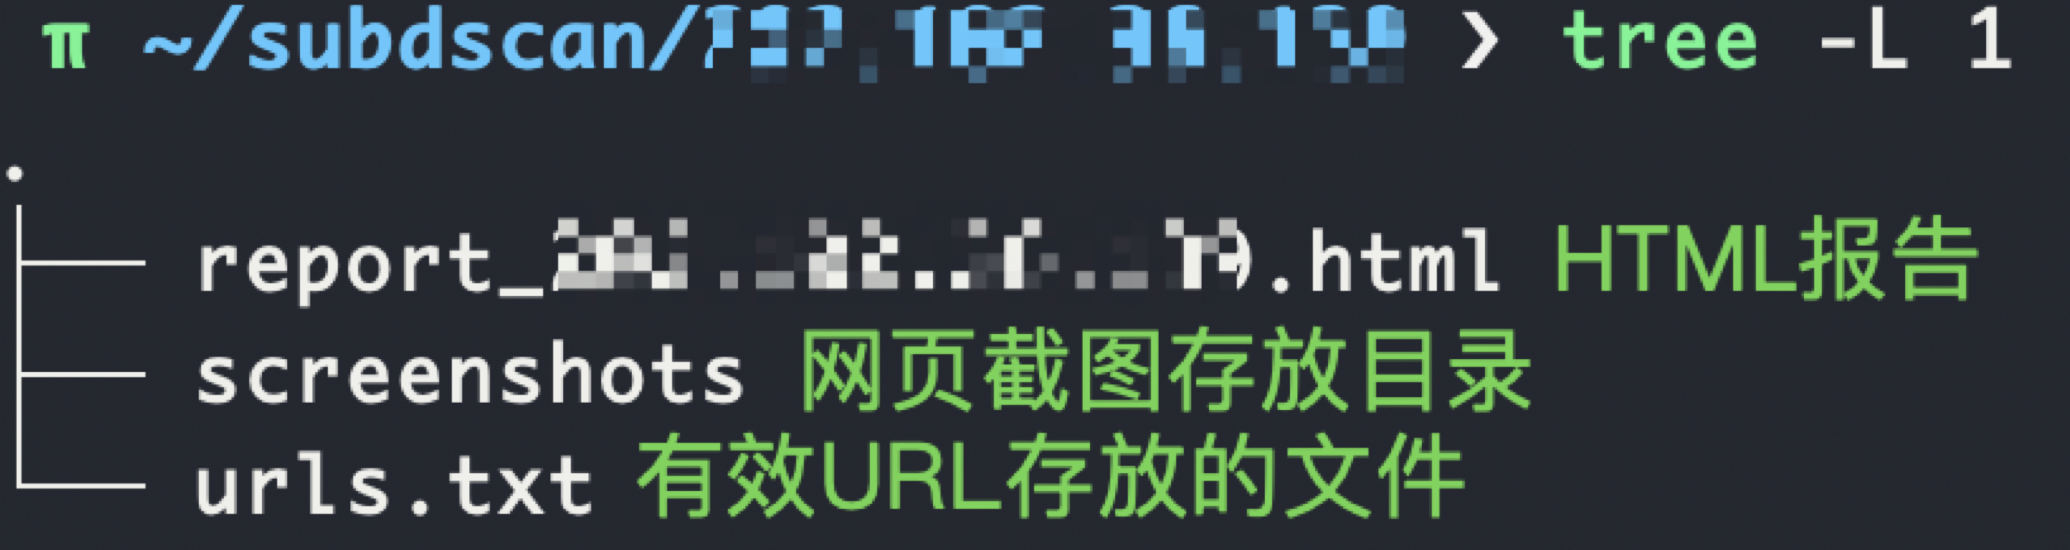 π ~/subdscan/ ❯ tree -L 1
.
├── report_.html HTML报告
├── screenshots 网页截图存放目录
└── urls.txt 有效URL存放的文件